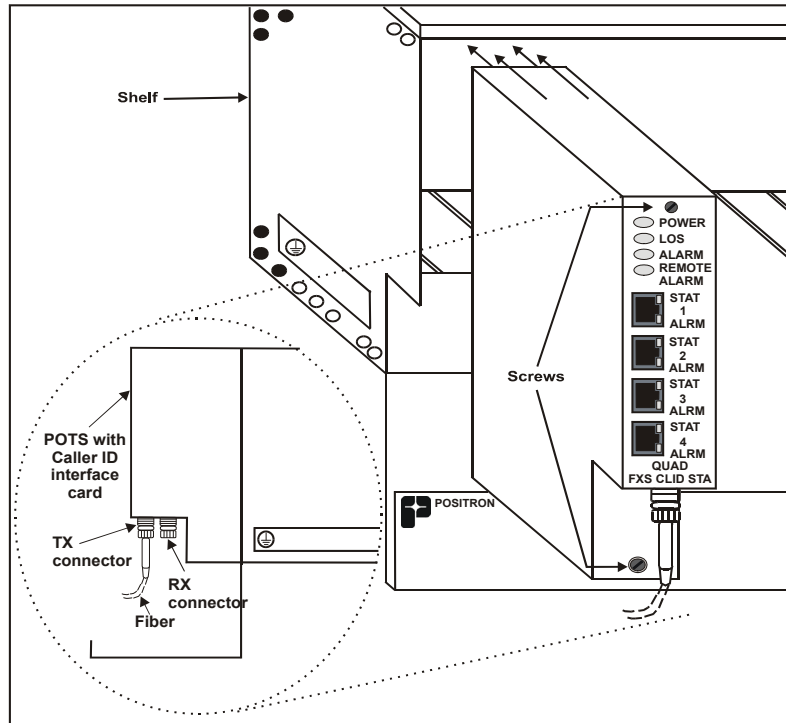 Shelf
POWER
LOS
ALARM
REMOTE
ALARM
STAT
1
ALRM
STAT
2
ALRM
STAT
3
ALRM
STAT
4
ALRM
QUAD
FXS CLID STA
Screws
POSITRON
POTS with
Caller ID
interface
card
TX
connector
RX
connector
Fiber